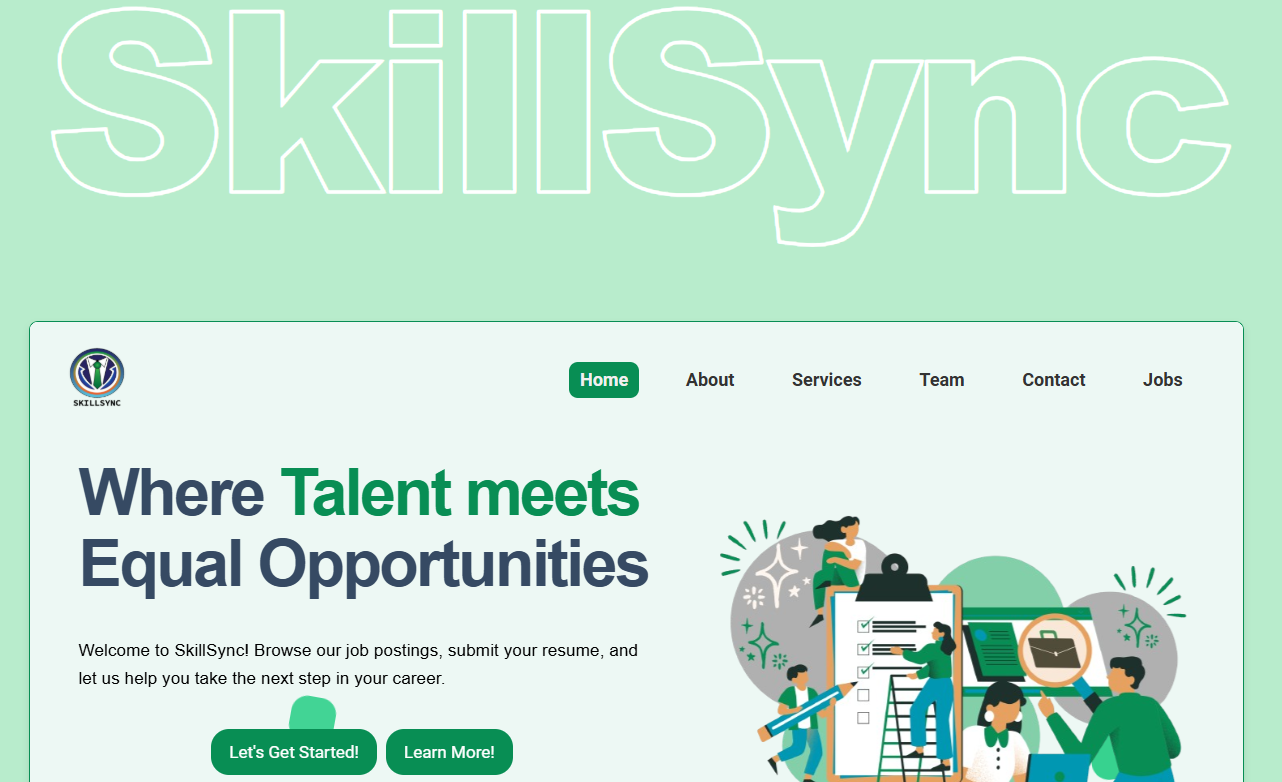 SkillSync
SKILLSYNC
Home About Services Team Contact Jobs
Where Talent meets
Equal Opportunities
Welcome to SkillSync! Browse our job postings, submit your resume, and
let us help you take the next step in your career.
Let's Get Started! Learn More!